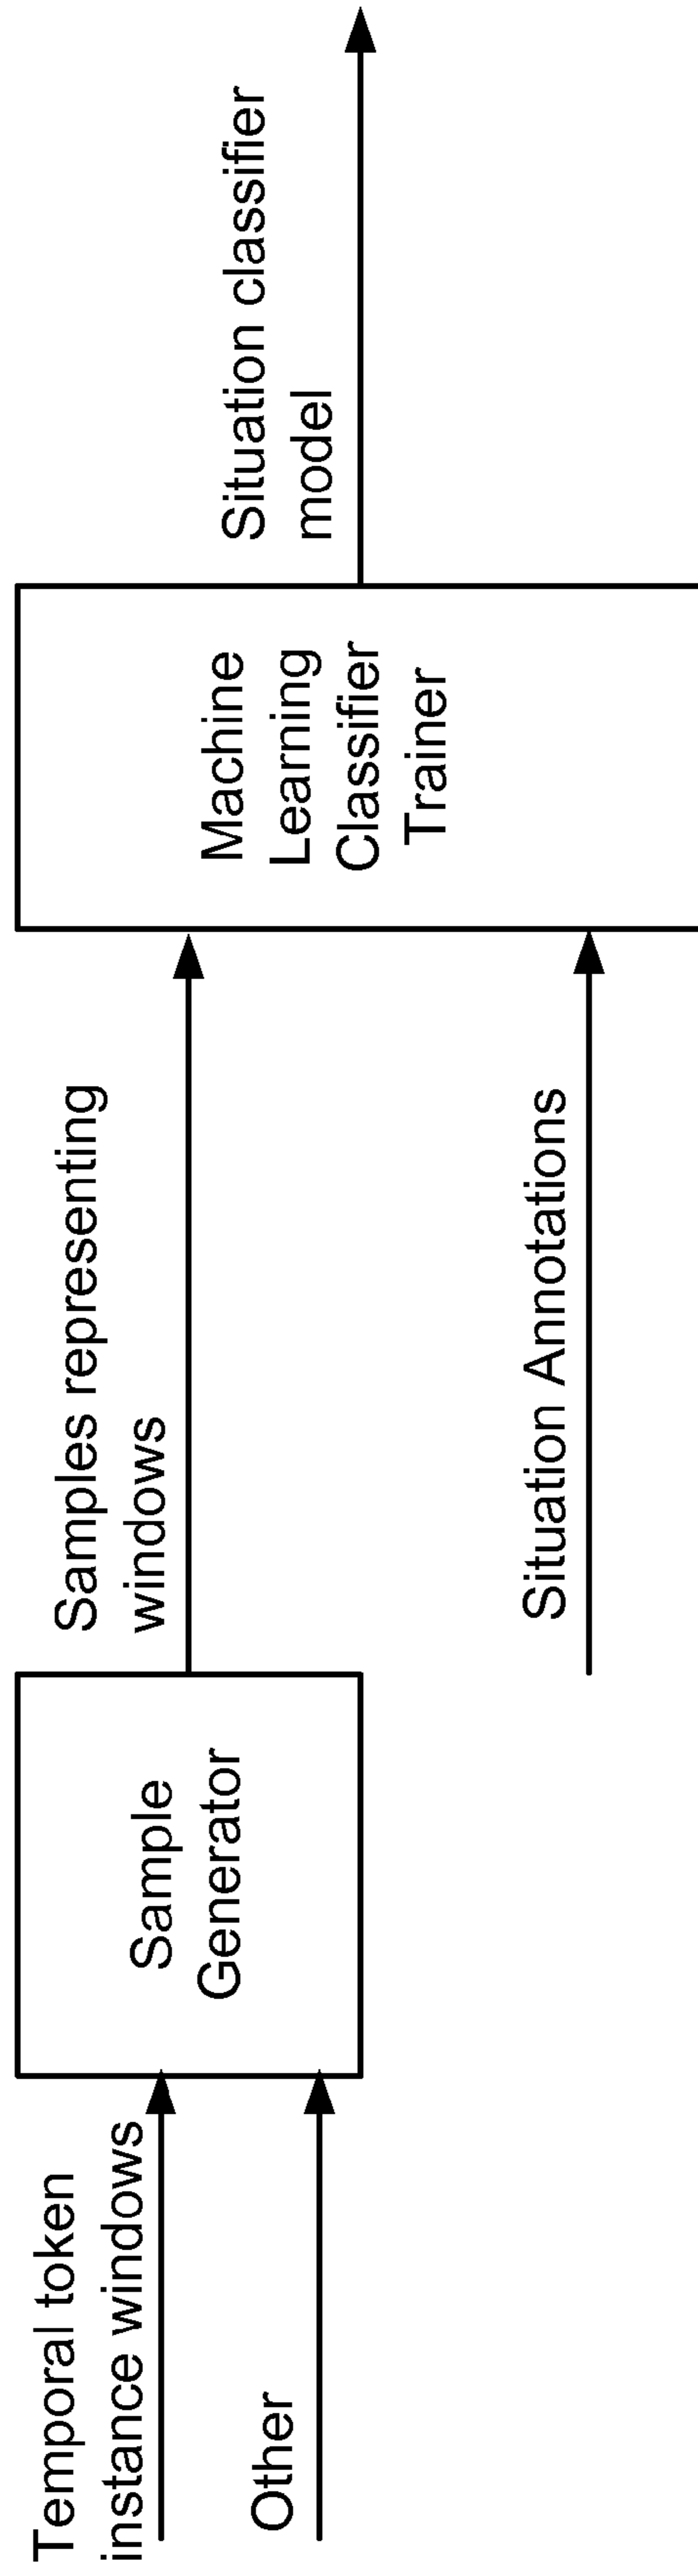 Temporal token
instance windows
Other
Sample
Generator
Samples representing
windows
Situation Annotations
Machine
Learning
Classifier
Trainer
Situation classifier
model